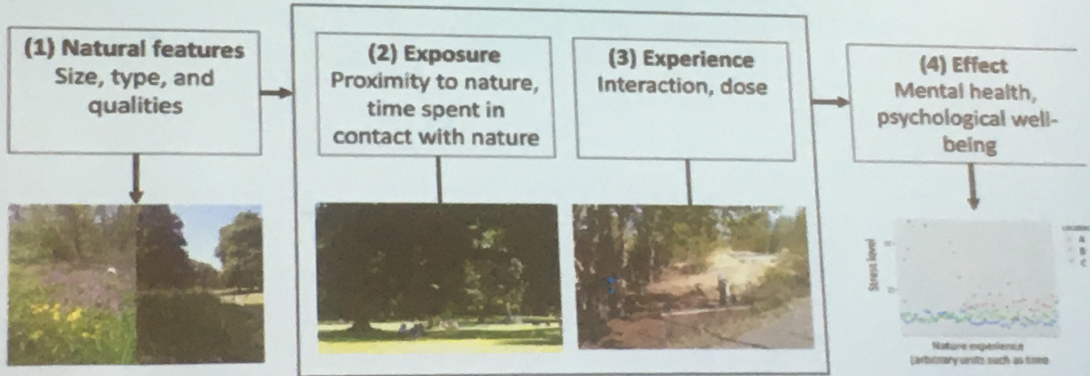 (1) Natural features
Size, type, and
qualities
(2) Exposure
Proximity to nature,
time spent in
contact with nature
(3) Experience
Interaction, dose
(4) Effect
Mental health,
psychological well-
being
Stress level
A
B
C
Nature experience
(arbitrary units such as time